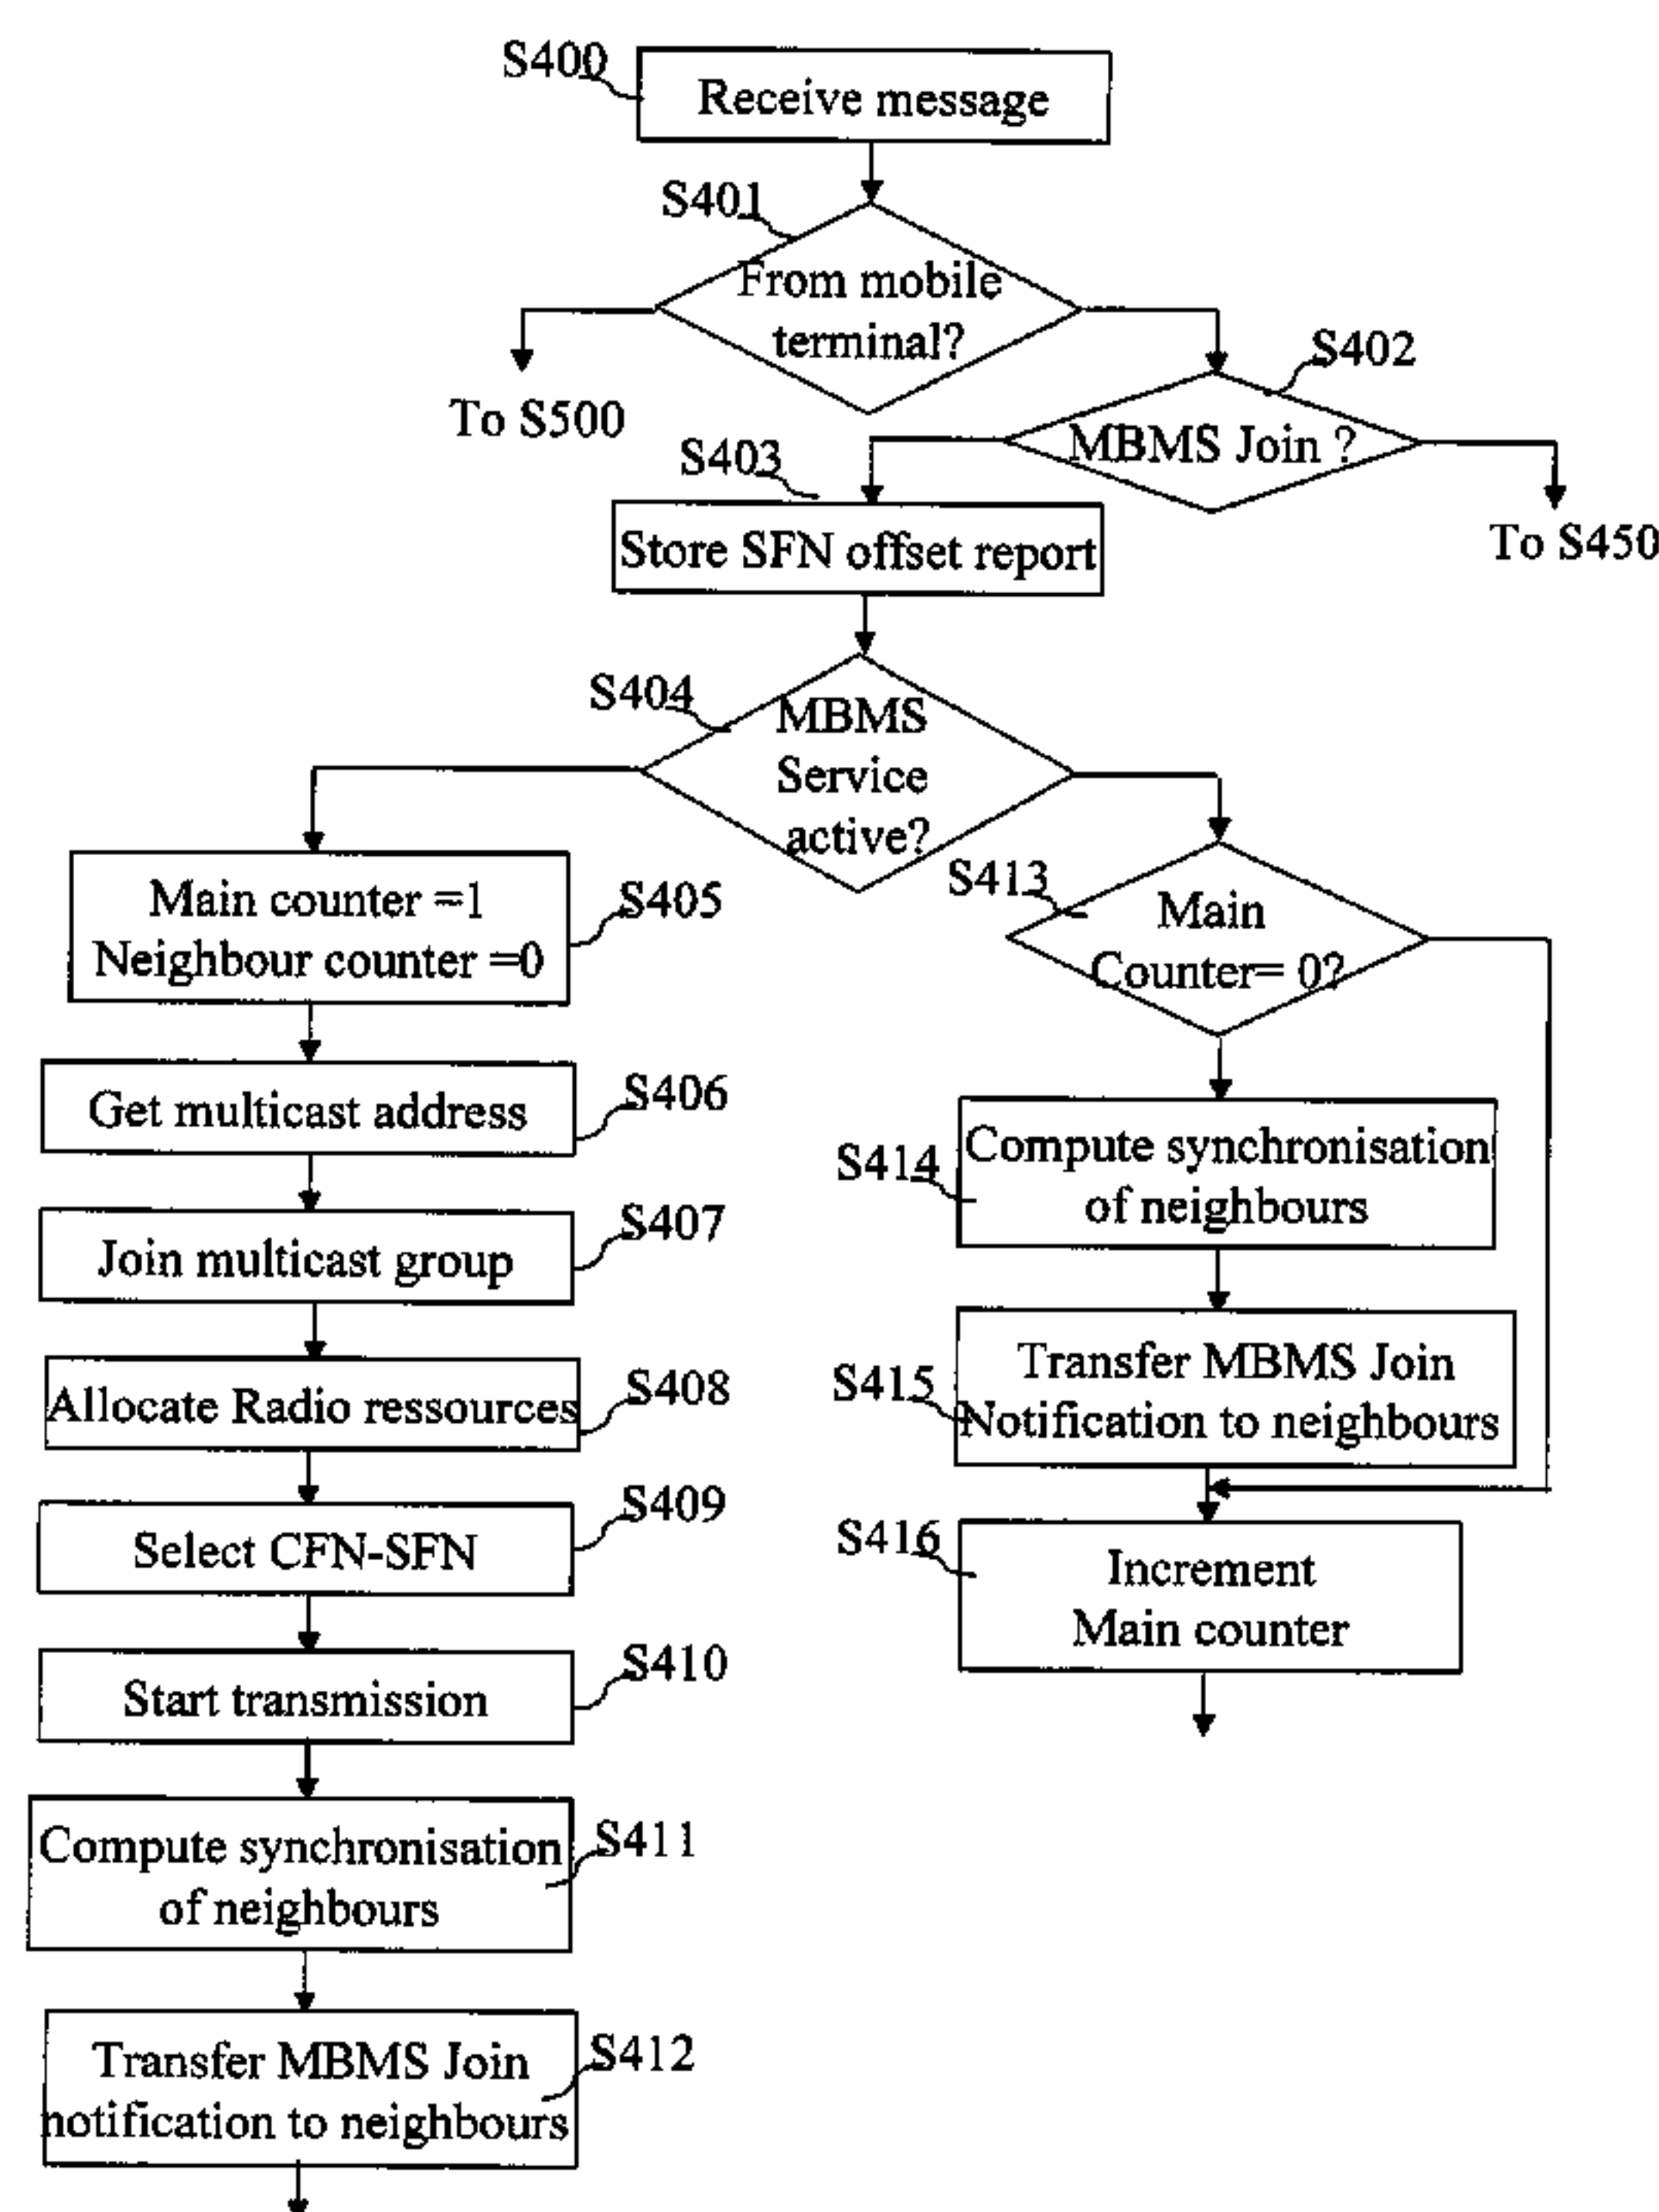 S400
Receive message
S401
From mobile
terminal?
To S500
S402
MBMS Join ?
To S450
S403
Store SFN offset report
S404
MBMS
Service
active?
Main counter =1
Neighbour counter =0
S405
Get multicast address
S406
Join multicast group
S407
Allocate Radio ressources
S408
Select CFN-SFN
S409
Start transmission
S410
Compute synchronisation
of neighbours
S411
Transfer MBMS Join
notification to neighbours
S412
S413
Main
Counter= 0?
S414
Compute synchronisation
of neighbours
S415
Transfer MBMS Join
Notification to neighbours
S416
Increment
Main counter